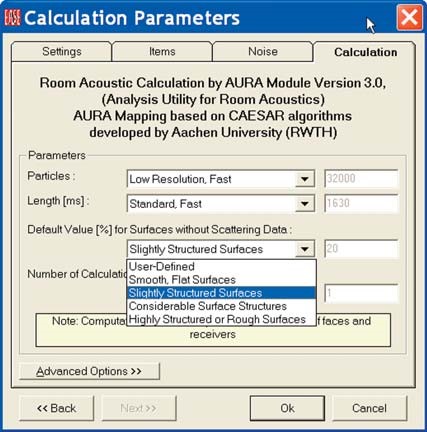 EASE Calculation Parameters
Settings Items Noise Calculation
Room Acoustic Calculation by AURA Module Version 3.0,
(Analysis Utility for Room Acoustics)
AURA Mapping based on CAESAR algorithms
developed by Aachen University (RWTH)
Parameters
Particles : Low Resolution, Fast 32000
Length [ms] : Standard, Fast 1630
Default Value [%] for Surfaces without Scattering Data :
Slightly Structured Surfaces 20
User-Defined
Smooth, Flat Surfaces
Number of Calculatio
Slightly Structured Surfaces 1
Considerable Surface Structures
Highly Structured or Rough Surfaces
Note: Computa f faces and
receivers
Advanced Options >>
<< Back Next >> Ok Cancel